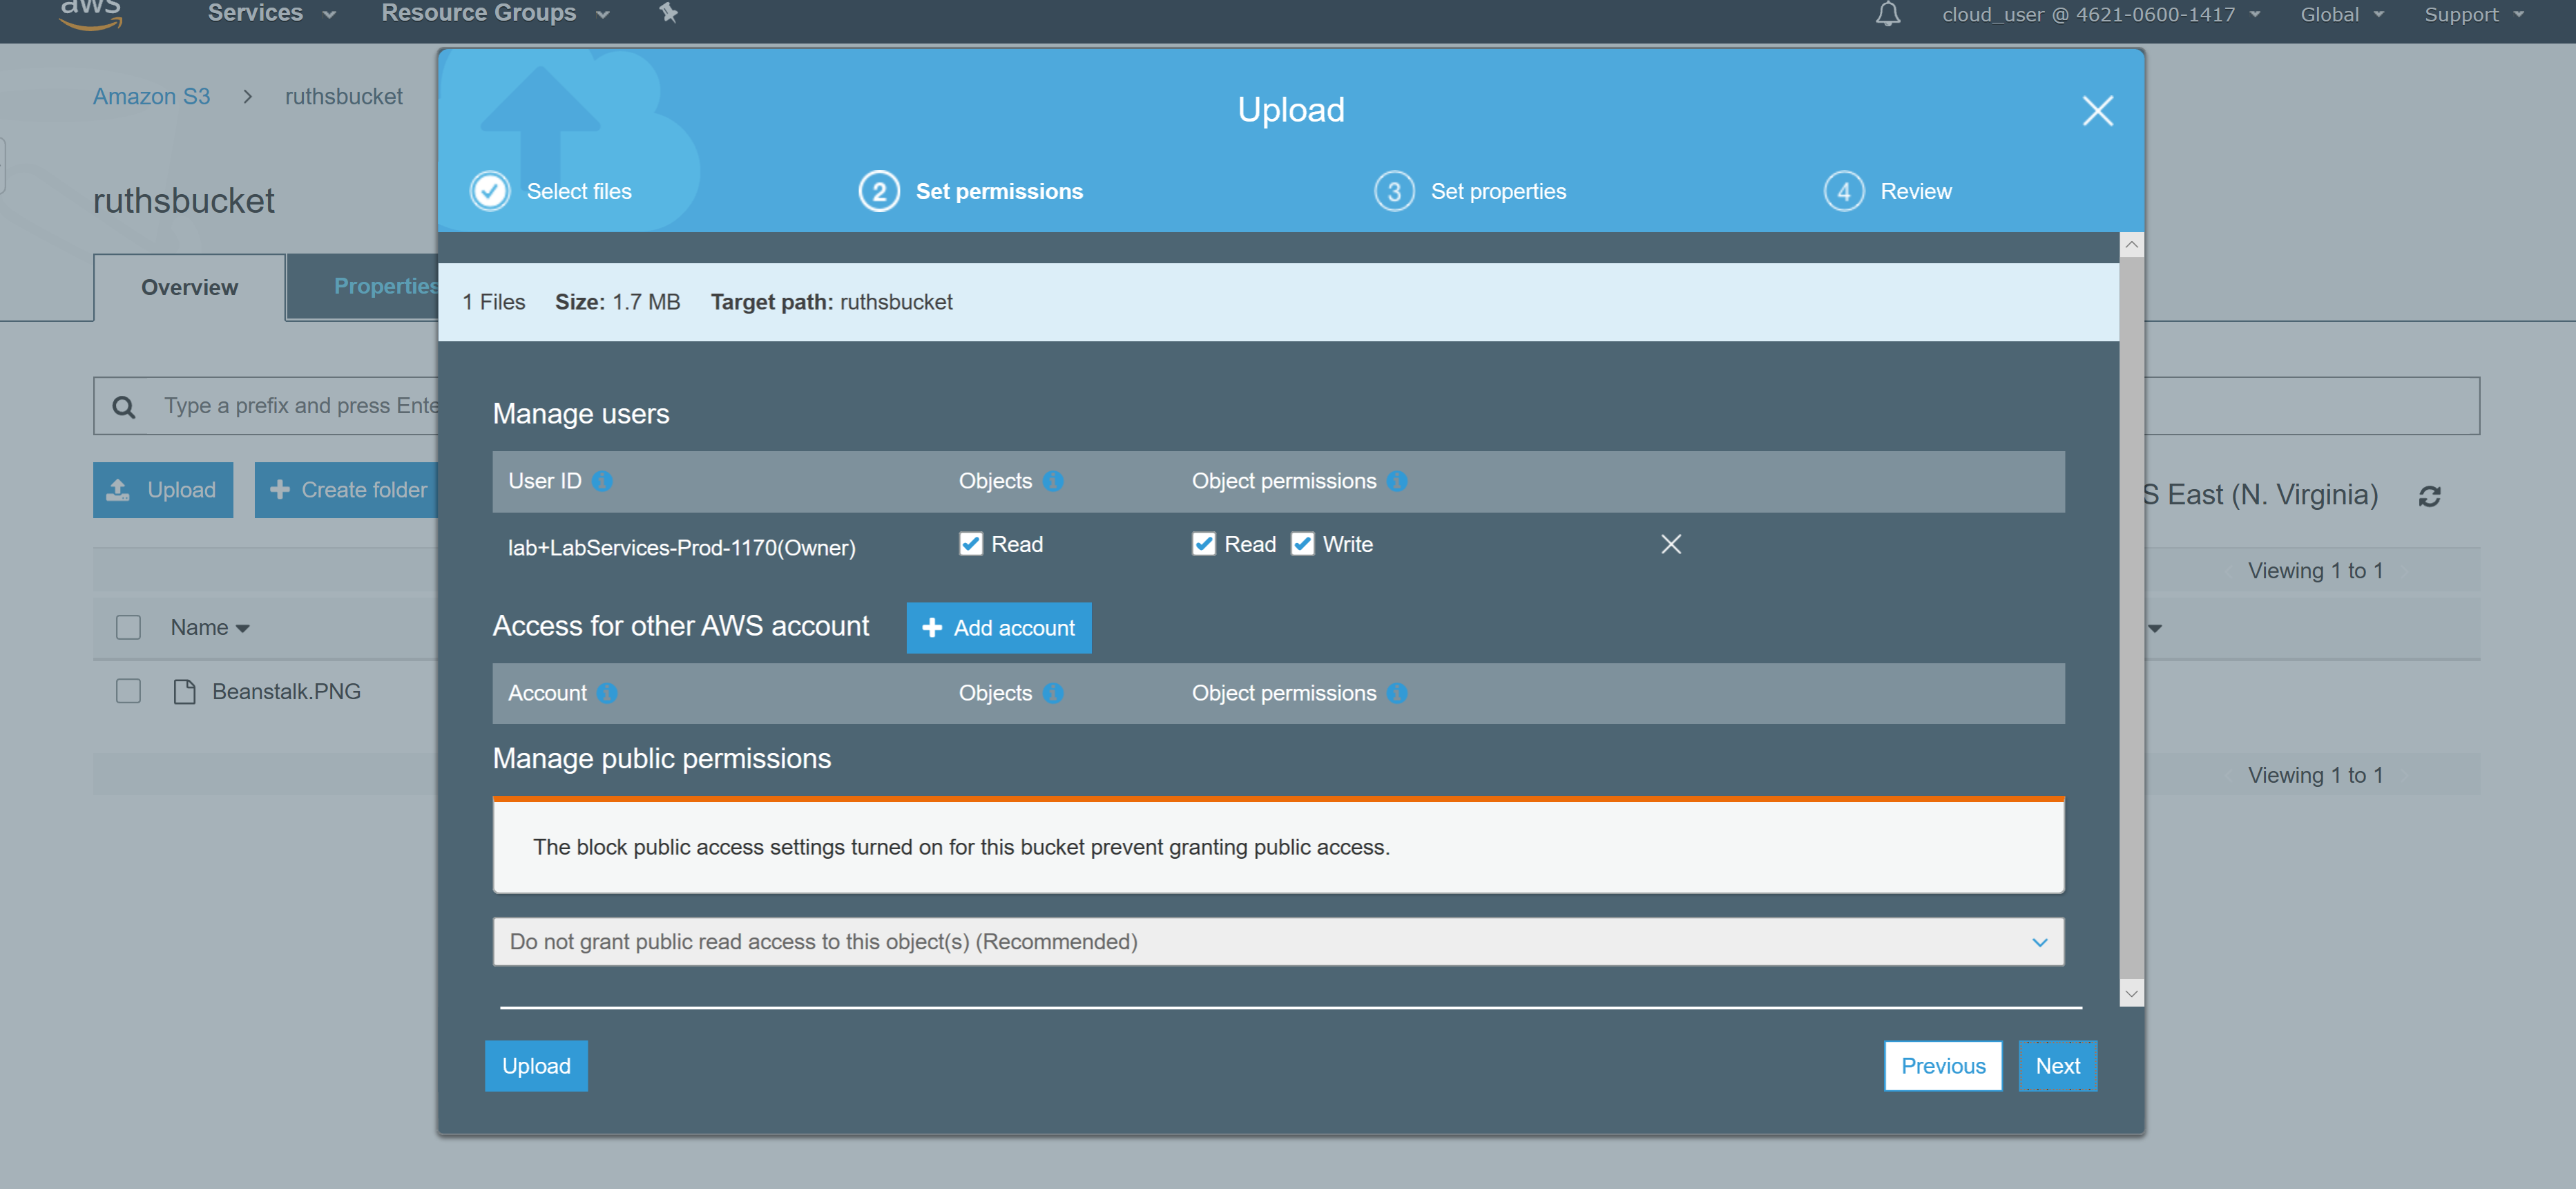 aws Services Resource Groups cloud_user @ 4621-0600-1417 Global Support
Amazon S3 > ruthsbucket
ruthsbucket
Overview
Properties
Type a prefix and press Ente
Upload
Create folder
S East (N. Virginia)
Viewing 1 to 1
Name
Beanstalk.PNG
Viewing 1 to 1
Upload
Select files
2 Set permissions
3 Set properties
4 Review
1 Files Size: 1.7 MB Target path: ruthsbucket
Manage users
User ID Objects Object permissions
lab+LabServices-Prod-1170(Owner) Read Read Write
Access for other AWS account + Add account
Account Objects Object permissions
Manage public permissions
The block public access settings turned on for this bucket prevent granting public access.
Do not grant public read access to this object(s) (Recommended)
Upload Previous Next